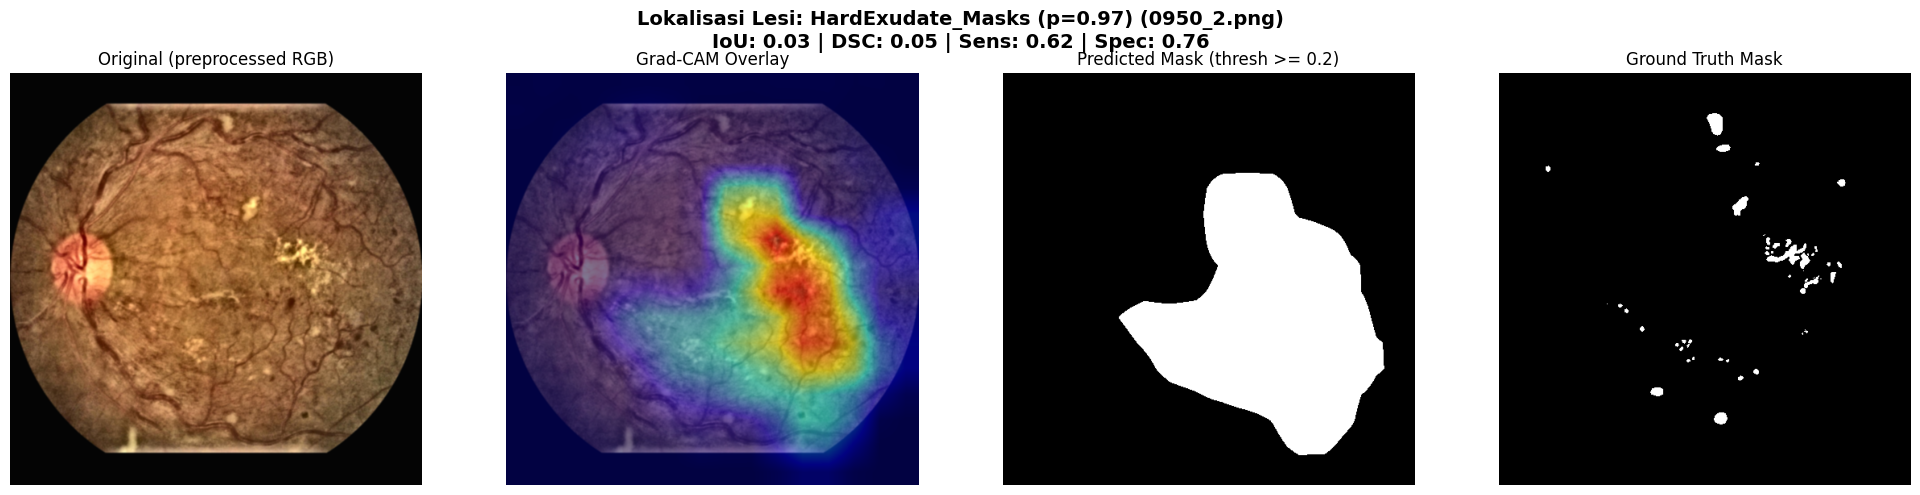 Lokalisasi Lesi: HardExudate_Masks (p=0.97) (0950_2.png)
IoU: 0.03 | DSC: 0.05 | Sens: 0.62 | Spec: 0.76
Original (preprocessed RGB)
Grad-CAM Overlay
Predicted Mask (thresh >= 0.2)
Ground Truth Mask